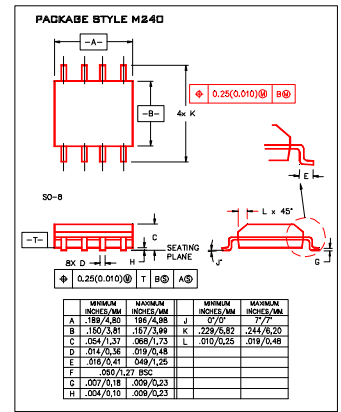 PACKAGE STYLE M240
-A-
4x K
0.25(0.010)Ⓜ BⓂ
-B-
E
SO-8
L x 45°
-T-
C
SEATING PLANE
8X D
H
J
G
0.25(0.010)Ⓜ T BⓈ AⓈ
MINIMUM INCHES/MM MAXIMUM INCHES/MM MINIMUM INCHES/MM MAXIMUM INCHES/MM
A .189/4,80 .196/4,98 J 0°/0° 7°/7°
B .150/3,81 .157/3,99 K .229/5,82 .244/6,20
C .054/1,37 .068/1,73 L .010/0,25 .019/0,48
D .014/0,36 .019/0,48
E .016/0,41 .049/1,25
F .050/1,27 BSC
G .007/0,18 .009/0,23
H .004/0,10 .009/0,23